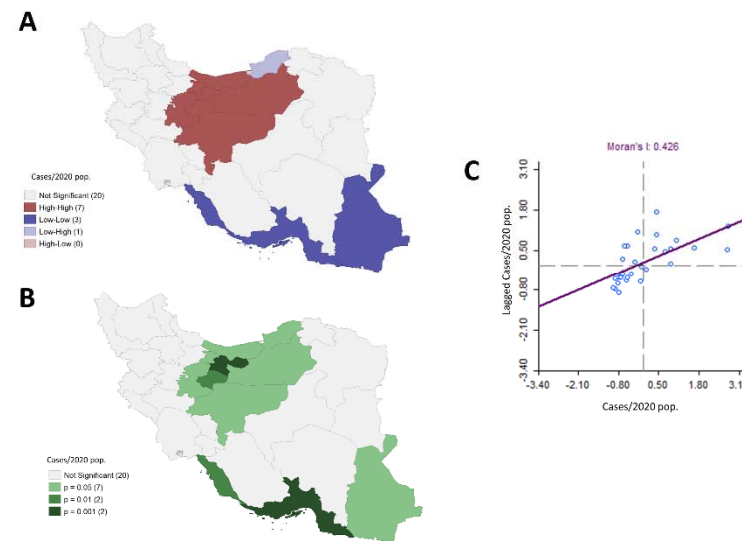 A
Cases/2020 pop.
Not Significant (20)
High-High (7)
Low-Low (3)
Low-High (1)
High-Low (0)
B
Cases/2020 pop.
Not Significant (20)
p = 0.05 (7)
p = 0.01 (2)
p = 0.001 (2)
C
Moran's I: 0.426
Lagged Cases/2020 pop.
3.10
1.80
0.50
-0.80
-2.10
-3.40
-3.40 -2.10 -0.80 0.50 1.80 3.1
Cases/2020 pop.